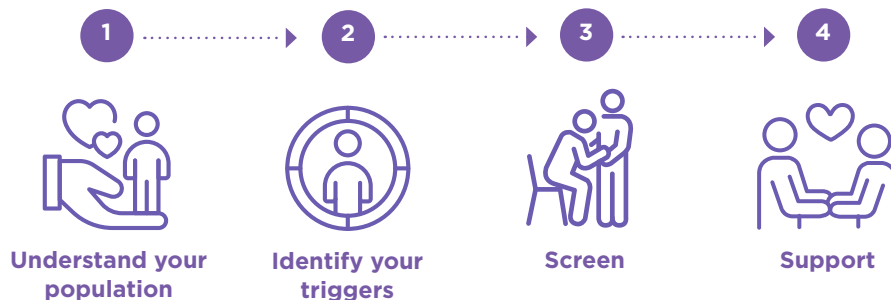 1
2
3
4
Understand your
population
Identify your
triggers
Screen
Support